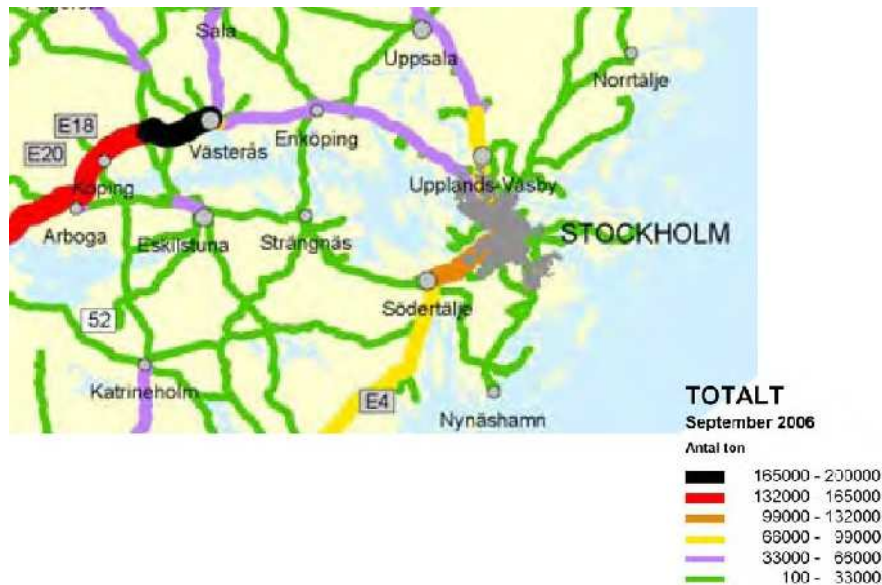 Sala
Uppsala
Norrtälje
E18
E20
Västerås
Enköping
Köping
Upplands-Väsby
Arboga
Eskilstuna
Strängnäs
STOCKHOLM
Södertälje
52
Katrineholm
E4
Nynäshamn
TOTALT
September 2006
Antal ton
165000 - 200000
132000 - 165000
99000 - 132000
66000 - 99000
33000 - 66000
100 - 33000